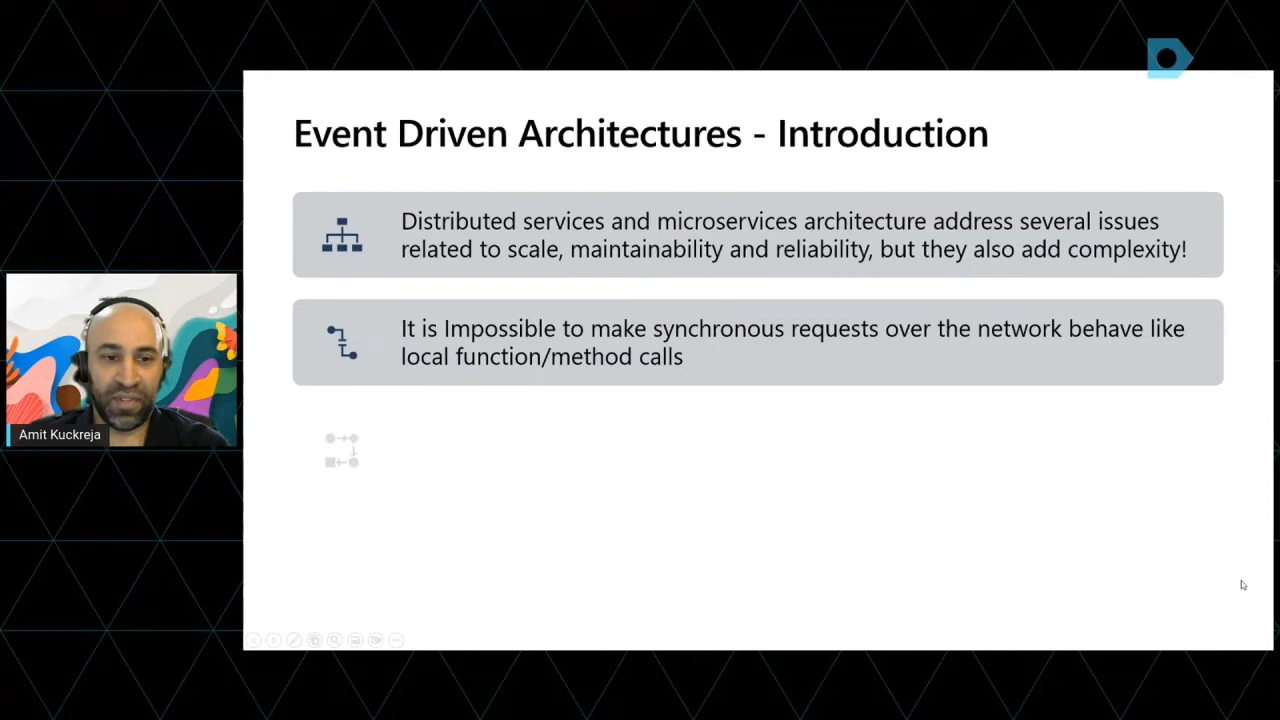 Event Driven Architectures - Introduction
Distributed services and microservices architecture address several issues
related to scale, maintainability and reliability, but they also add complexity!
It is Impossible to make synchronous requests over the network behave like
local function/method calls
Amit Kuckreja